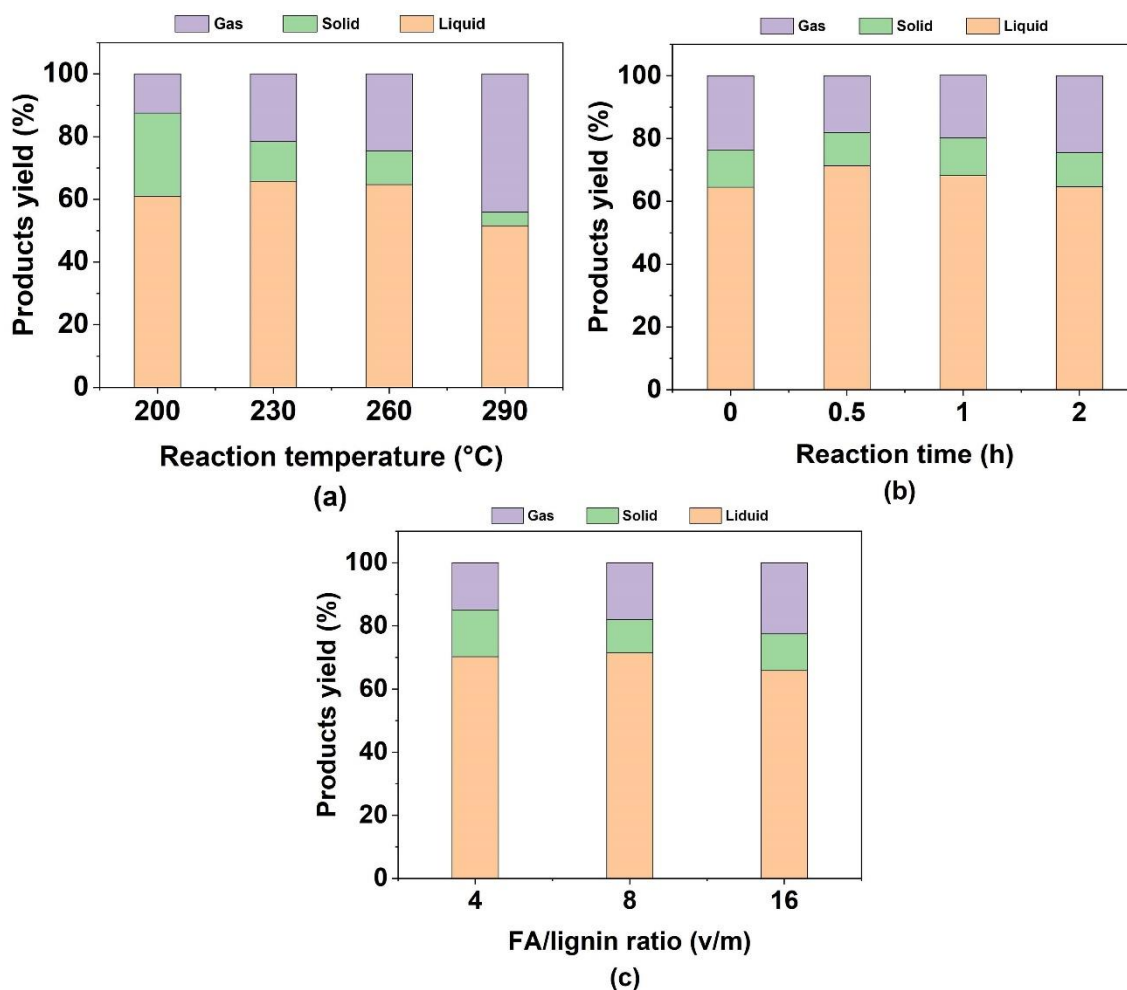 Gas Solid Liquid
100
80
60
40
20
0
Products yield (%)
200 230 260 290
Reaction temperature (°C)
(a)
Gas Solid Liquid
100
80
60
40
20
0
Products yield (%)
0 0.5 1 2
Reaction time (h)
(b)
Gas Solid Liduid
100
80
60
40
20
0
Products yield (%)
4 8 16
FA/lignin ratio (v/m)
(c)